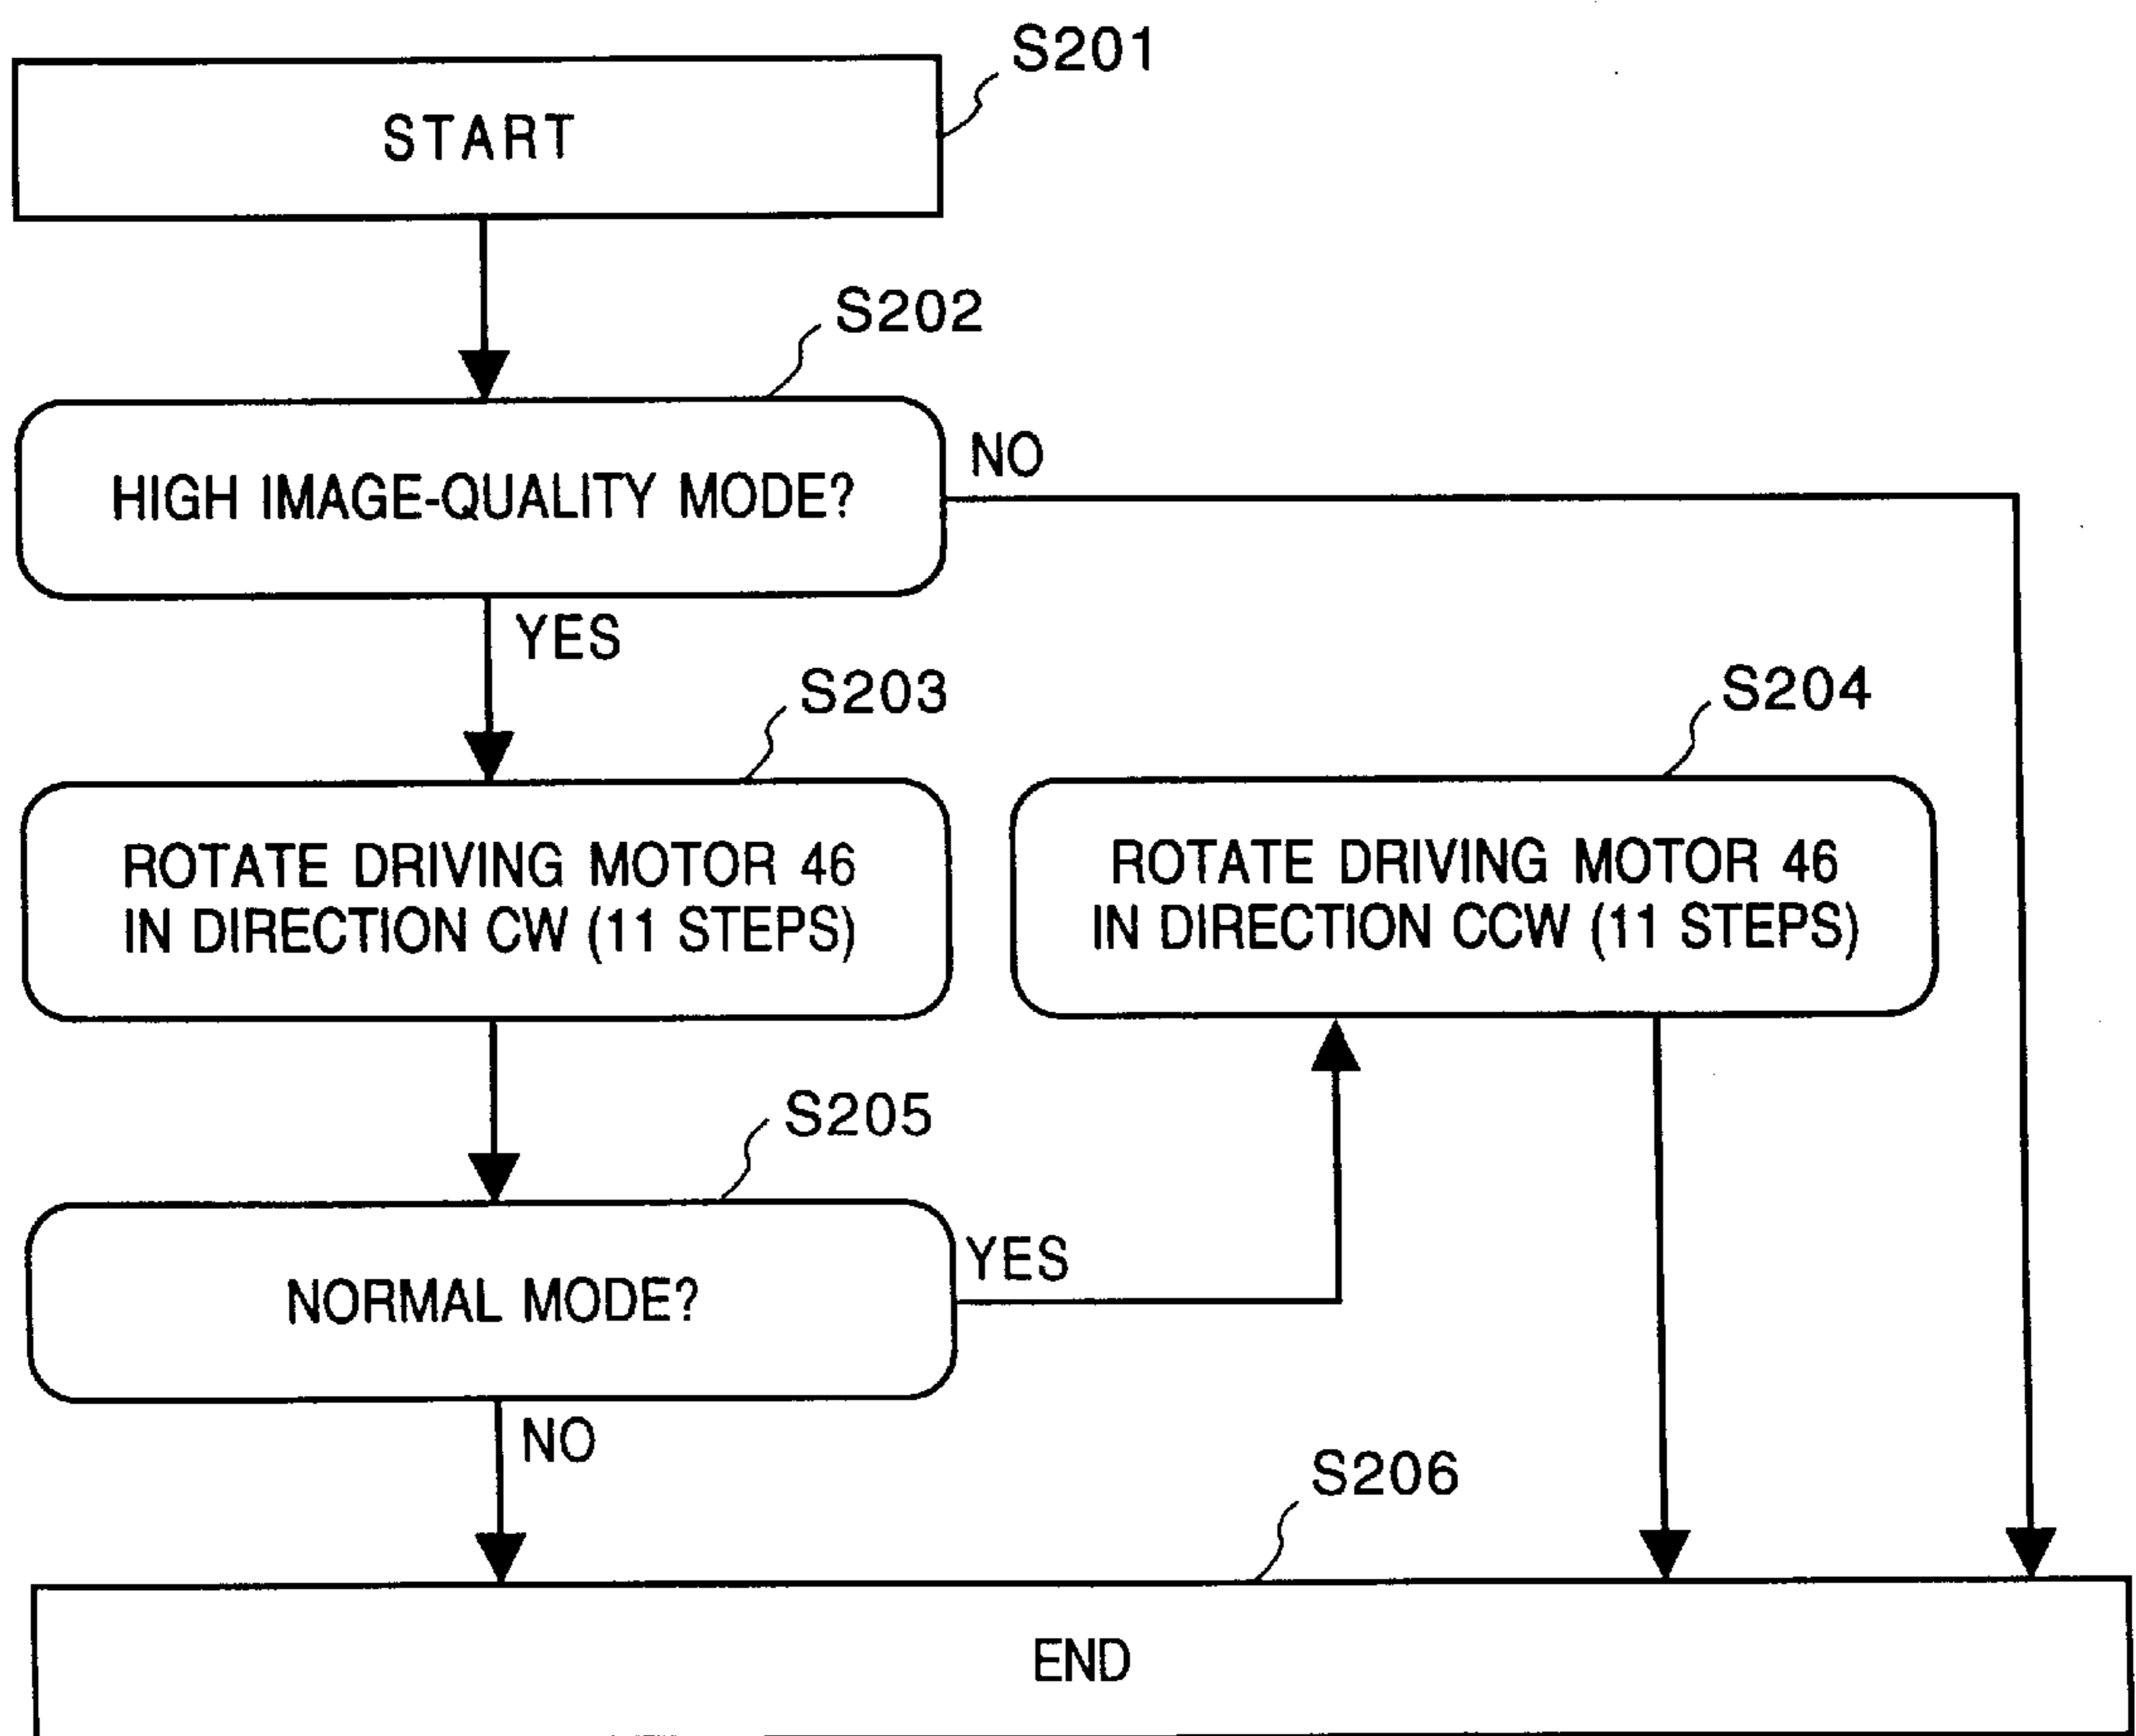 S201
START
S202
HIGH IMAGE-QUALITY MODE?
NO
YES
S203
ROTATE DRIVING MOTOR 46
IN DIRECTION CW (11 STEPS)
S204
ROTATE DRIVING MOTOR 46
IN DIRECTION CCW (11 STEPS)
S205
NORMAL MODE?
YES
NO
S206
END